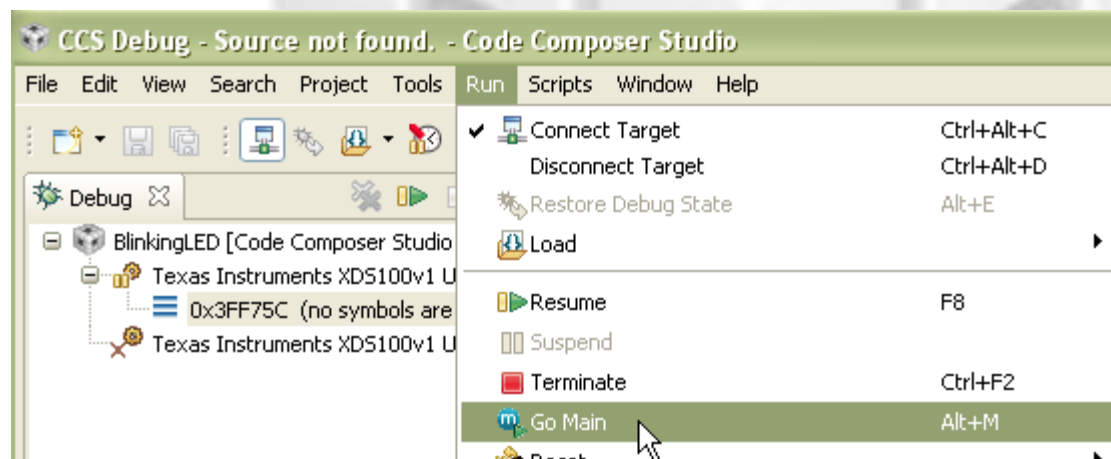 CCS Debug - Source not found. - Code Composer Studio
File Edit View Search Project Tools Run Scripts Window Help
Connect Target Ctrl+Alt+C
Disconnect Target Ctrl+Alt+D
Debug
Restore Debug State Alt+E
BlinkingLED [Code Composer Studio
Load
Texas Instruments XDS100v1 U
0x3FF75C (no symbols are
Resume F8
Texas Instruments XDS100v1 U
Suspend
Terminate Ctrl+F2
Go Main Alt+M
Reset